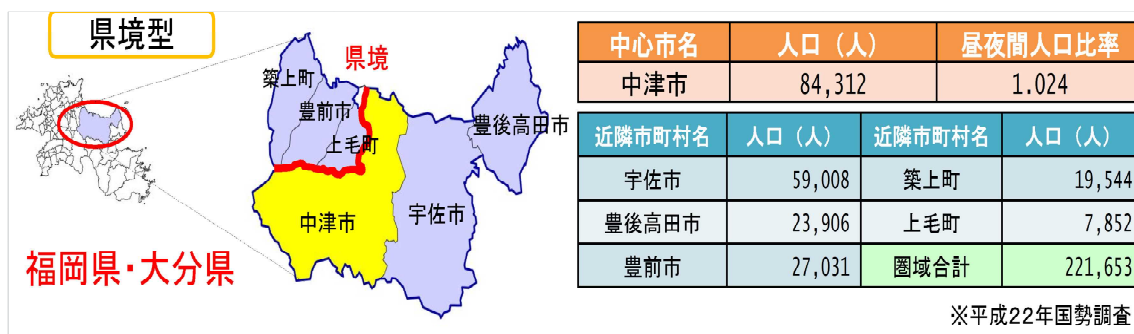 県境型
県境
築上町
豊前市
上毛町
豊後高田市
中津市
宇佐市
福岡県・大分県
中心市名 人口（人） 昼夜間人口比率
中津市 84,312 1.024
近隣市町村名 人口（人） 近隣市町村名 人口（人）
宇佐市 59,008 築上町 19,544
豊後高田市 23,906 上毛町 7,852
豊前市 27,031 圏域合計 221,653
※平成22年国勢調査